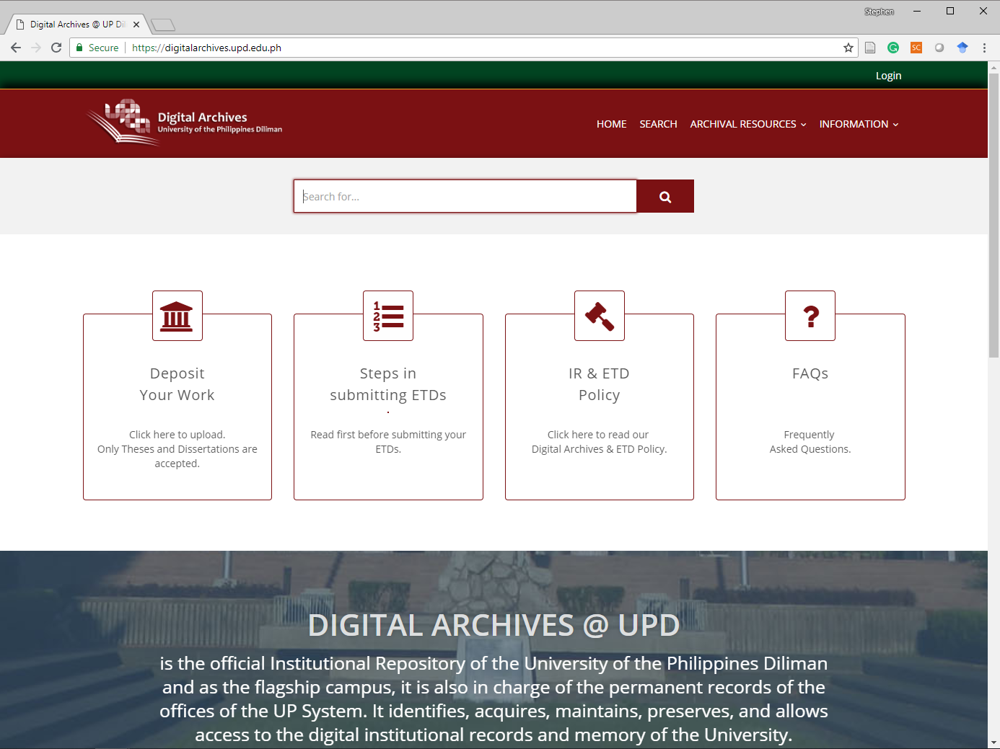 Stephen
Digital Archives @ UP Dil
Secure
https://digitalarchives.upd.edu.ph
SC
Login
Digital Archives
University of the Philippines Diliman
HOME
SEARCH
ARCHIVAL RESOURCES
INFORMATION
Search for...
1
2
3
?
Deposit
Your Work
Click here to upload.
Only Theses and Dissertations are
accepted.
Steps in
submitting ETDs
.
Read first before submitting your
ETDs.
IR & ETD
Policy
Click here to read our
Digital Archives & ETD Policy.
FAQs
Frequently
Asked Questions.
DIGITAL ARCHIVES @ UPD
is the official Institutional Repository of the University of the Philippines Diliman
and as the flagship campus, it is also in charge of the permanent records of the
offices of the UP System. It identifies, acquires, maintains, preserves, and allows
access to the digital institutional records and memory of the University.